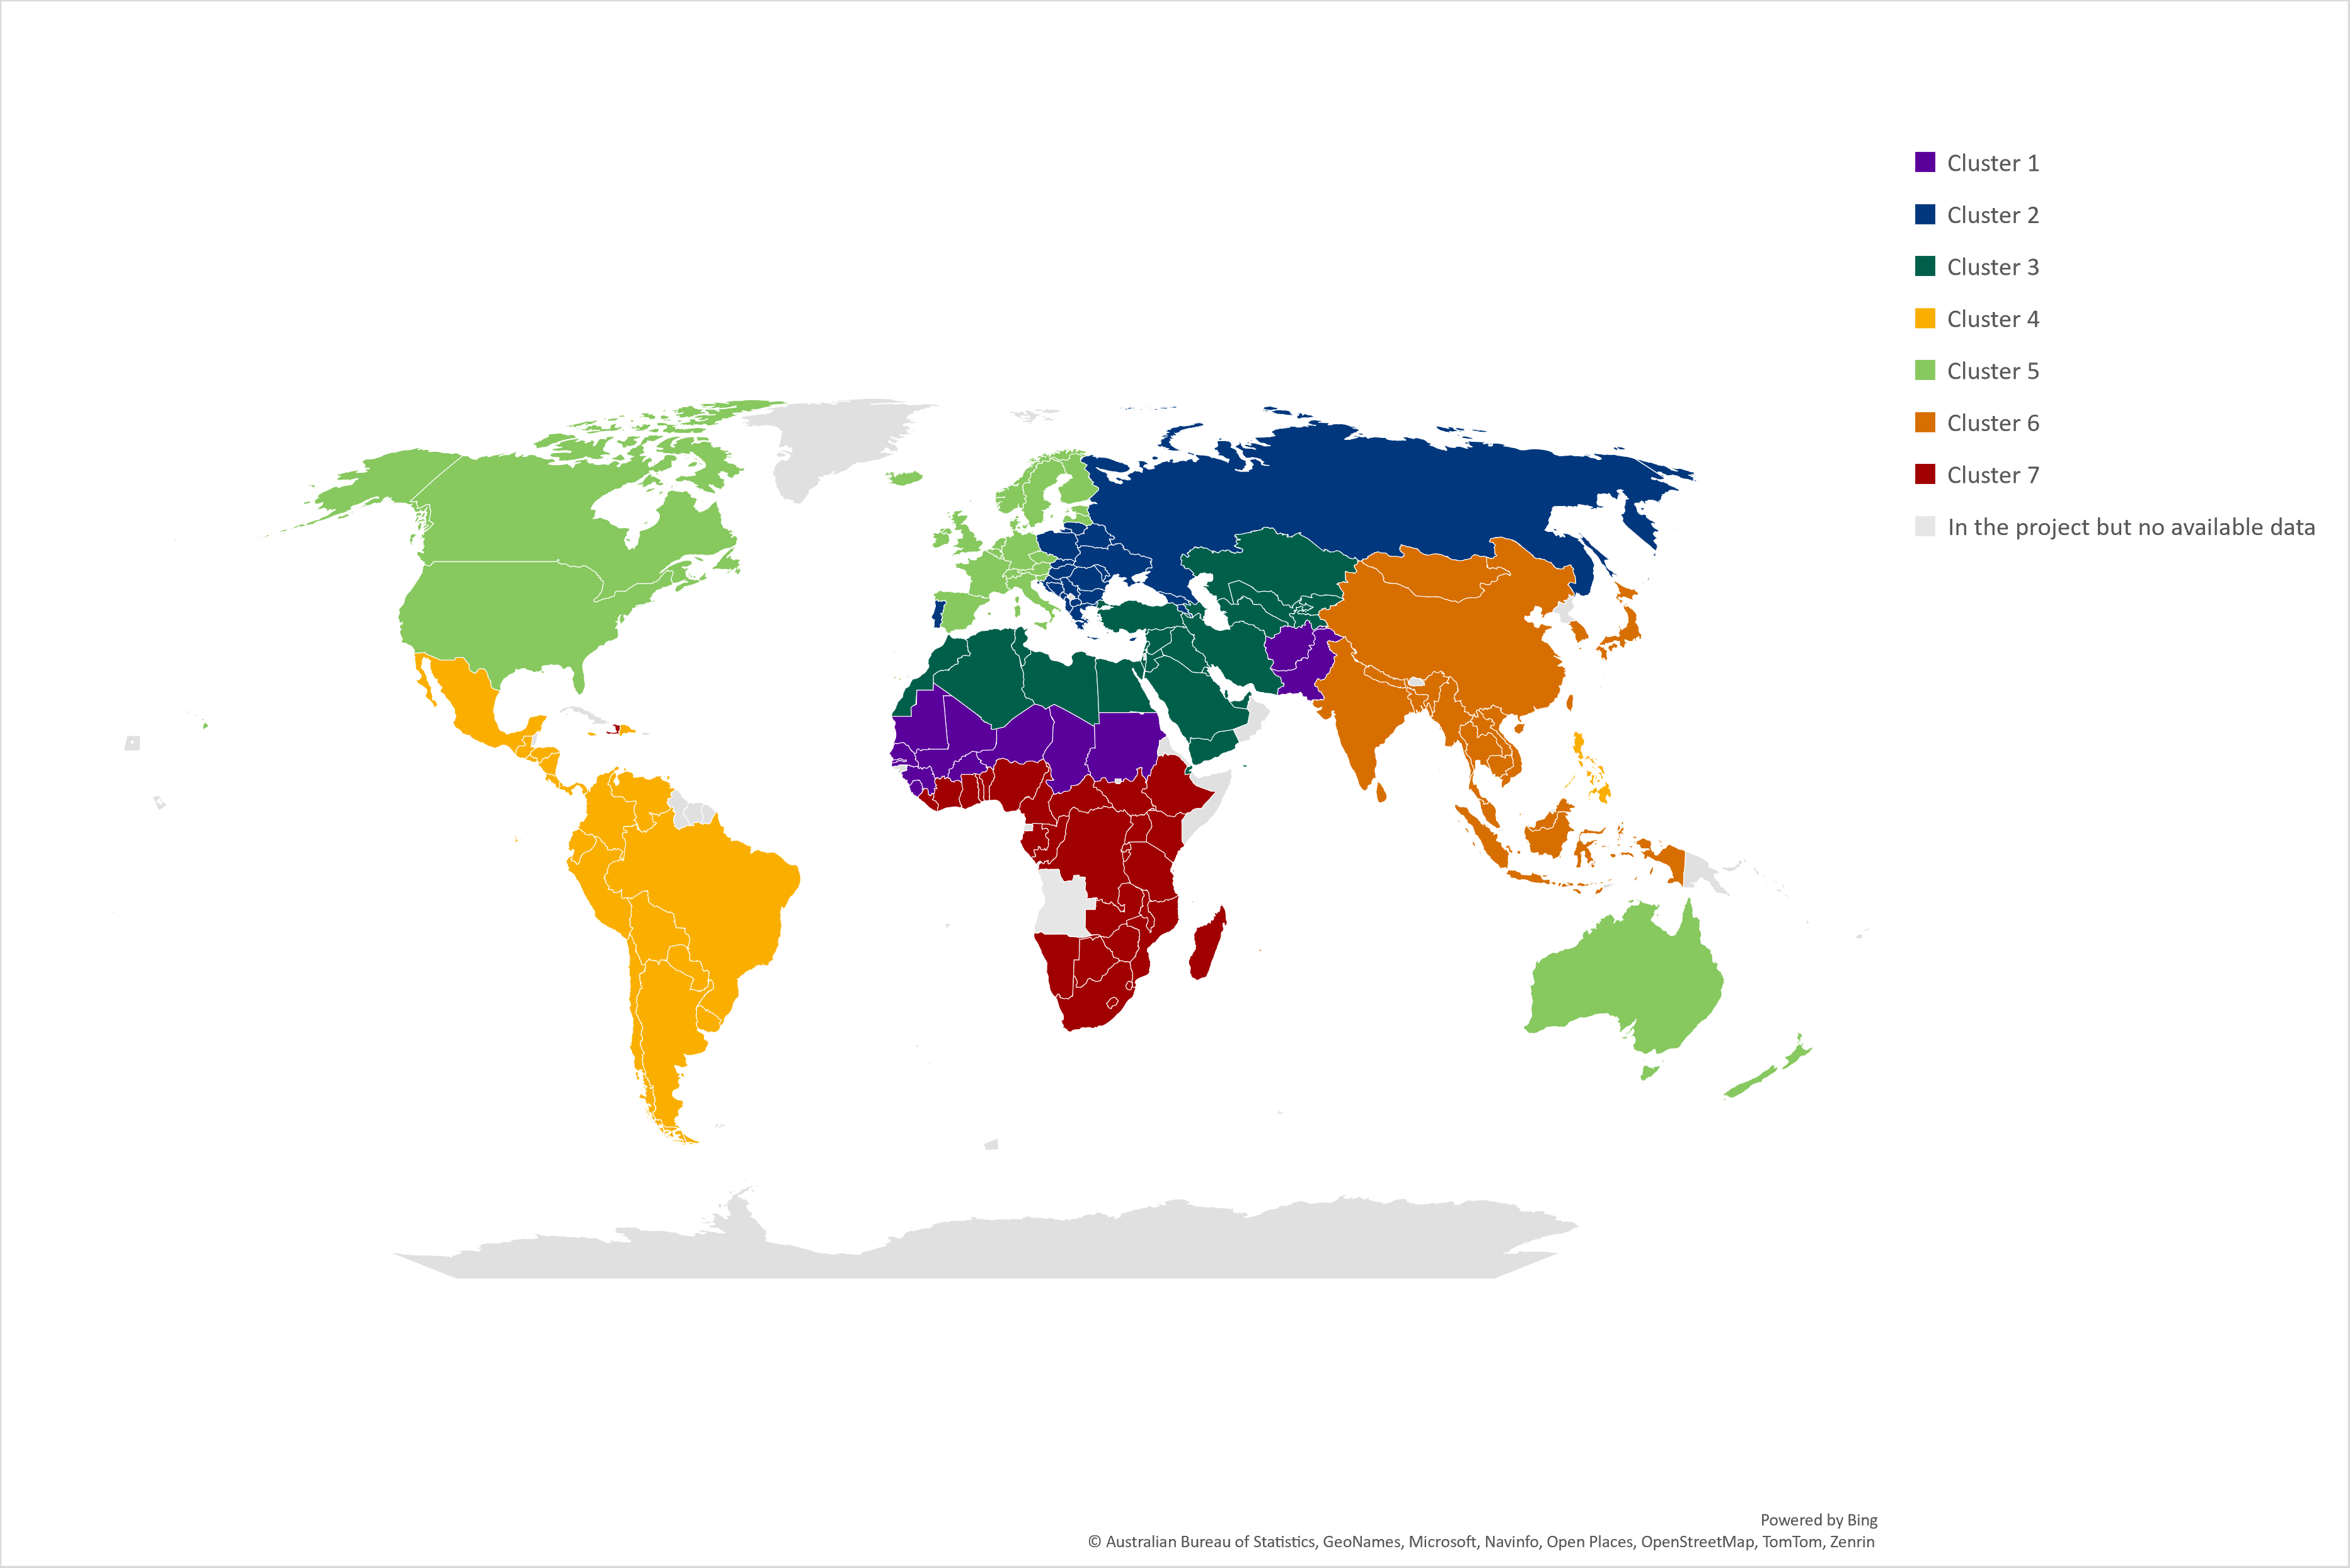 Cluster 1
Cluster 2
Cluster 3
Cluster 4
Cluster 5
Cluster 6
Cluster 7
In the project but no available data
Powered by Bing
© Australian Bureau of Statistics, GeoNames, Microsoft, Navinfo, Open Places, OpenStreetMap, TomTom, Zenrin